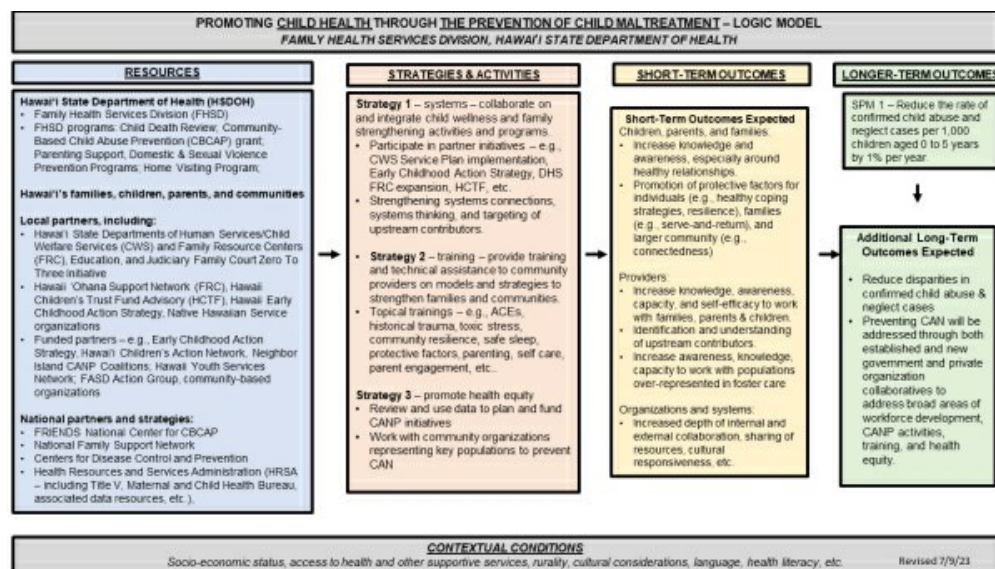 PROMOTING CHILD HEALTH THROUGH THE PREVENTION OF CHILD MALTREATMENT – LOGIC MODEL
FAMILY HEALTH SERVICES DIVISION, HAWAI'I STATE DEPARTMENT OF HEALTH
RESOURCES
Hawai'i State Department of Health (HSDOH)
• Family Health Services Division (FHSD)
• FHSD programs: Child Death Review; Community-
Based Child Abuse Prevention (CBCAP) grant;
Parenting Support, Domestic & Sexual Violence
Prevention Programs; Home Visiting Program;
Hawai'i's families, children, parents, and communities
Local partners, including:
• Hawai'i State Departments of Human Services/Child
Welfare Services (CWS) and Family Resource Centers
(FRC), Education, and Judiciary Family Court Zero To
Three Initiative
• Hawaii 'Ohana Support Network (FRC), Hawaii
Children's Trust Fund Advisory (HCTF), Hawaii Early
Childhood Action Strategy, Native Hawaiian Service
organizations
• Funded partners – e.g., Early Childhood Action
Strategy, Hawai'i Children's Action Network, Neighbor
Island CANP Coalitions; Hawaii Youth Services
Network; FASD Action Group, community-based
organizations
National partners and strategies:
• FRIENDS National Center for CBCAP
• National Family Support Network
• Centers for Disease Control and Prevention
• Health Resources and Services Administration (HRSA
– including Title V, Maternal and Child Health Bureau,
associated data resources, etc.),
STRATEGIES & ACTIVITIES
Strategy 1 – systems – collaborate on
and integrate child wellness and family
strengthening activities and programs.
• Participate in partner initiatives – e.g.,
CWS Service Plan implementation,
Early Childhood Action Strategy, DHS
FRC expansion, HCTF, etc.
• Strengthening systems connections,
systems thinking, and targeting of
upstream contributors.
• Strategy 2 – training – provide training
and technical assistance to community
providers on models and strategies to
strengthen families and communities.
• Topical trainings – e.g., ACEs,
historical trauma, toxic stress,
community resilience, safe sleep,
protective factors, parenting, self care,
parent engagement, etc..
Strategy 3 – promote health equity
• Review and use data to plan and fund
CANP initiatives
• Work with community organizations
representing key populations to prevent
CAN
SHORT-TERM OUTCOMES
Short-Term Outcomes Expected
Children, parents, and families:
• Increase knowledge and
awareness, especially around
healthy relationships.
• Promotion of protective factors for
individuals (e.g., healthy coping
strategies, resilience), families
(e.g., serve-and-return), and
larger community (e.g.,
connectedness)
Providers:
• Increase knowledge, awareness,
capacity, and self-efficacy to work
with families, parents & children.
• Identification and understanding
of upstream contributors.
• Increase awareness, knowledge,
capacity to work with populations
over-represented in foster care
Organizations and systems:
• Increased depth of internal and
external collaboration, sharing of
resources, cultural
responsiveness, etc.
LONGER-TERM OUTCOMES
SPM 1 – Reduce the rate of
confirmed child abuse and
neglect cases per 1,000
children aged 0 to 5 years
by 1% per year.
Additional Long-Term
Outcomes Expected
• Reduce disparities in
confirmed child abuse &
neglect cases
• Preventing CAN will be
addressed through both
established and new
government and private
organization
collaboratives to
address broad areas of
workforce development,
CANP activities,
training, and health
equity.
CONTEXTUAL CONDITIONS
Socio-economic status, access to health and other supportive services, rurality, cultural considerations, language, health literacy, etc.
Revised 7/9/23